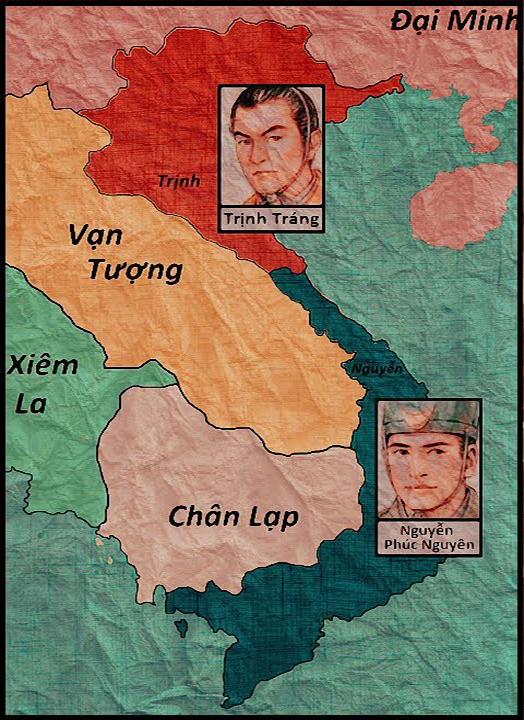 Đại Minh
Trịnh
Trịnh Tráng
Vạn
Tượng
Xiêm
La
Nguyễn
Chân Lạp
Nguyễn
Phúc Nguyên